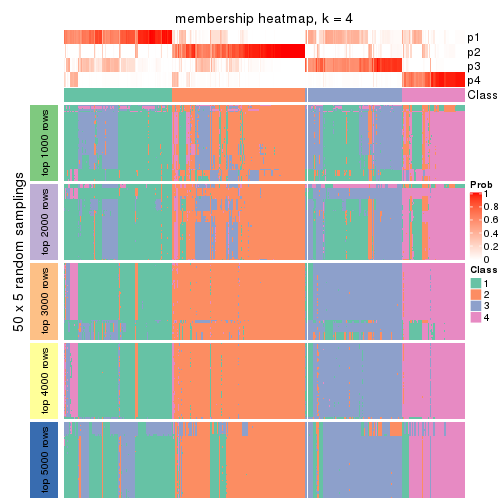 membership heatmap, k = 4
p1
p2
p3
p4
Class
50 x 5 random samplings
top 1000 rows
top 2000 rows
top 3000 rows
top 4000 rows
top 5000 rows
Prob
1
0.8
0.6
0.4
0.2
0
Class
1
2
3
4